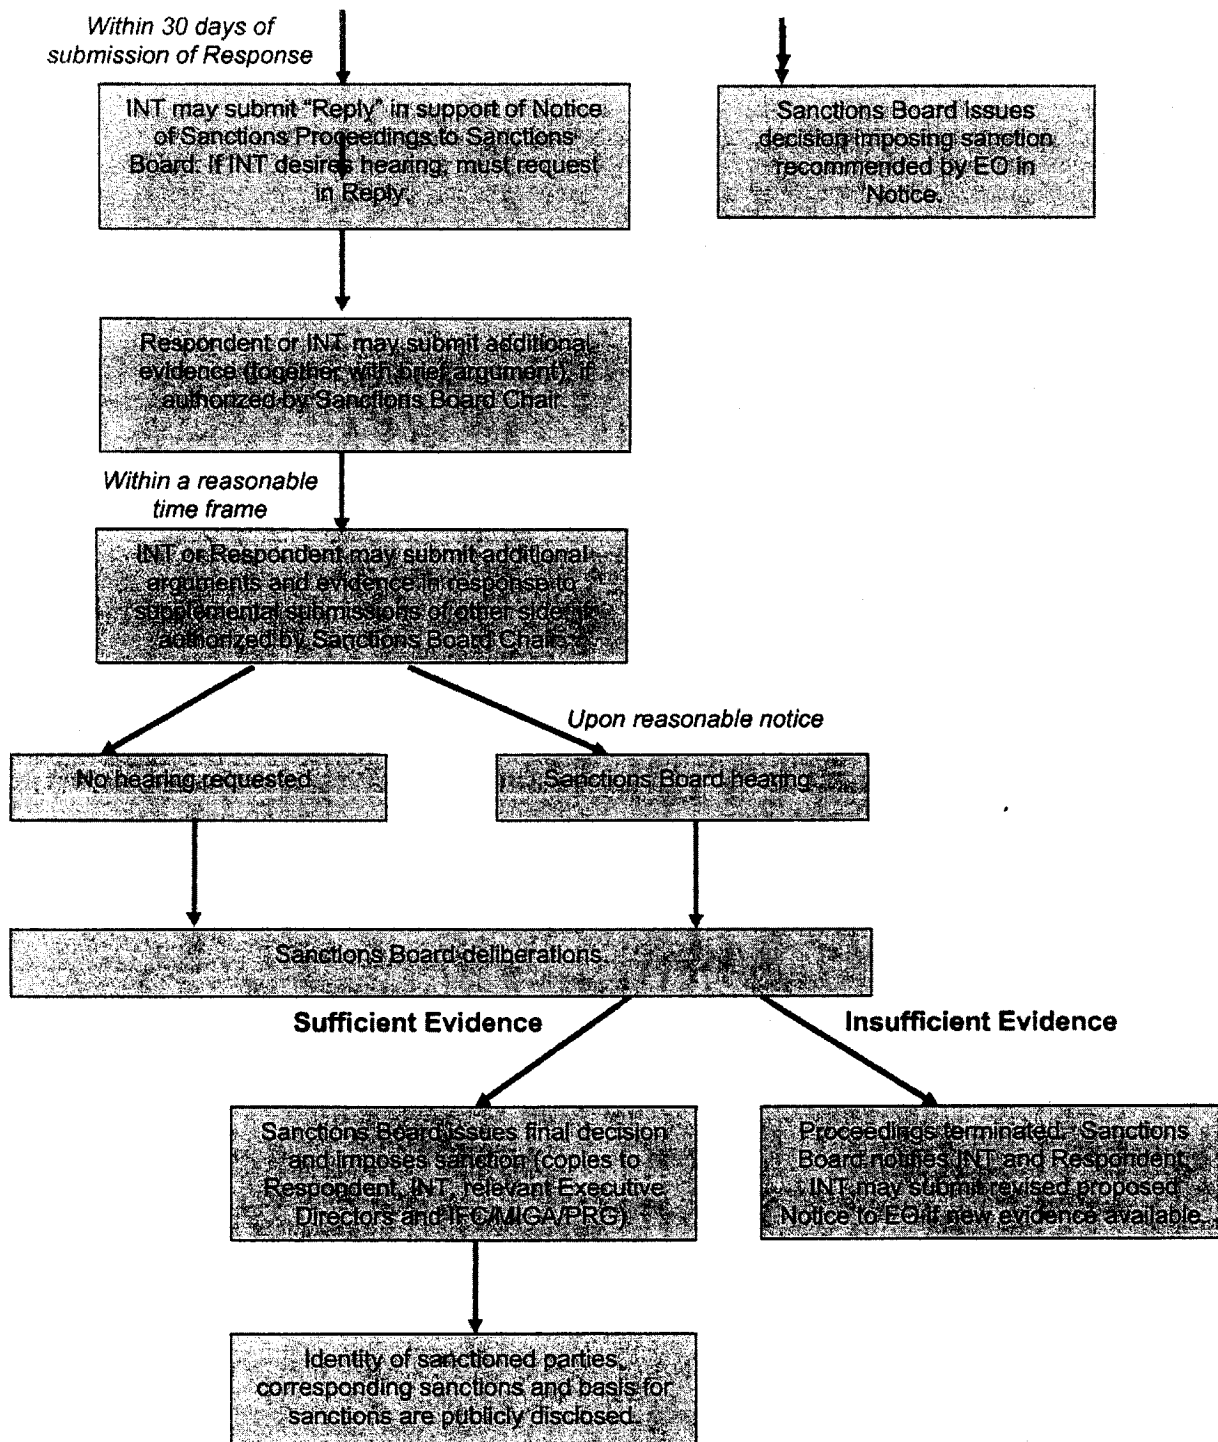 Within 30 days of
submission of Response
INT may submit "Reply" in support of Notice
of Sanctions Proceedings to Sanctions
Board. If INT desires hearing, must request
in Reply.
Sanctions Board issues
decision imposing sanction
recommended by EO in
Notice.
Respondent or INT may submit additional
evidence (together with brief argument), if
authorized by Sanctions Board Chair.
Within a reasonable
time frame
INT or Respondent may submit additional
arguments and evidence in response to
supplemental submissions of other side if
authorized by Sanctions Board Chair.
Upon reasonable notice
No hearing requested
Sanctions Board hearing
Sanctions Board deliberations.
Sufficient Evidence
Insufficient Evidence
Sanctions Board issues final decision
and imposes sanction (copies to
Respondent, INT, relevant Executive
Directors and IFC/MIGA/PRG)
Proceedings terminated. Sanctions
Board notifies INT and Respondent.
INT may submit revised proposed
Notice to EO if new evidence available.
Identity of sanctioned parties,
corresponding sanctions and basis for
sanctions are publicly disclosed.